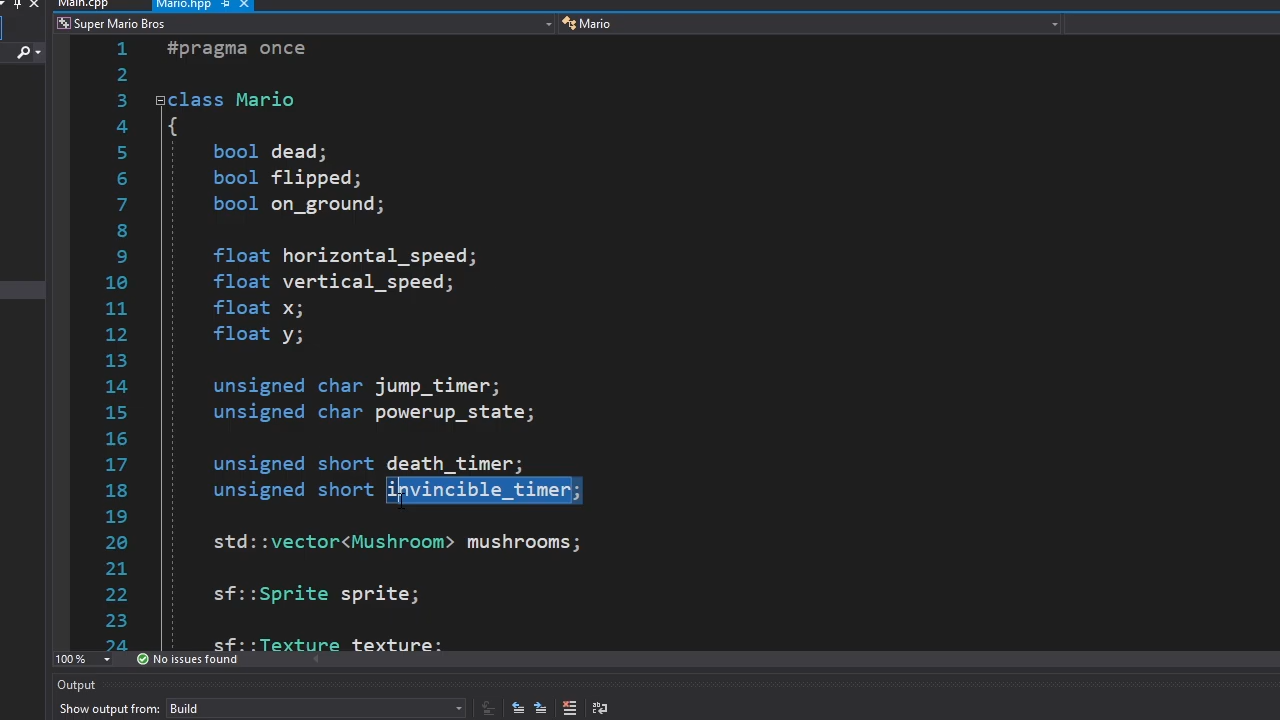 Main.cpp Mario.hpp
Super Mario Bros Mario
1 #pragma once
2
3 class Mario
4 {
5 bool dead;
6 bool flipped;
7 bool on_ground;
8
9 float horizontal_speed;
10 float vertical_speed;
11 float x;
12 float y;
13
14 unsigned char jump_timer;
15 unsigned char powerup_state;
16
17 unsigned short death_timer;
18 unsigned short invincible_timer;
19
20 std::vector<Mushroom> mushrooms;
21
22 sf::Sprite sprite;
23
24 sf::Texture texture;
100 % No issues found
Output
Show output from: Build